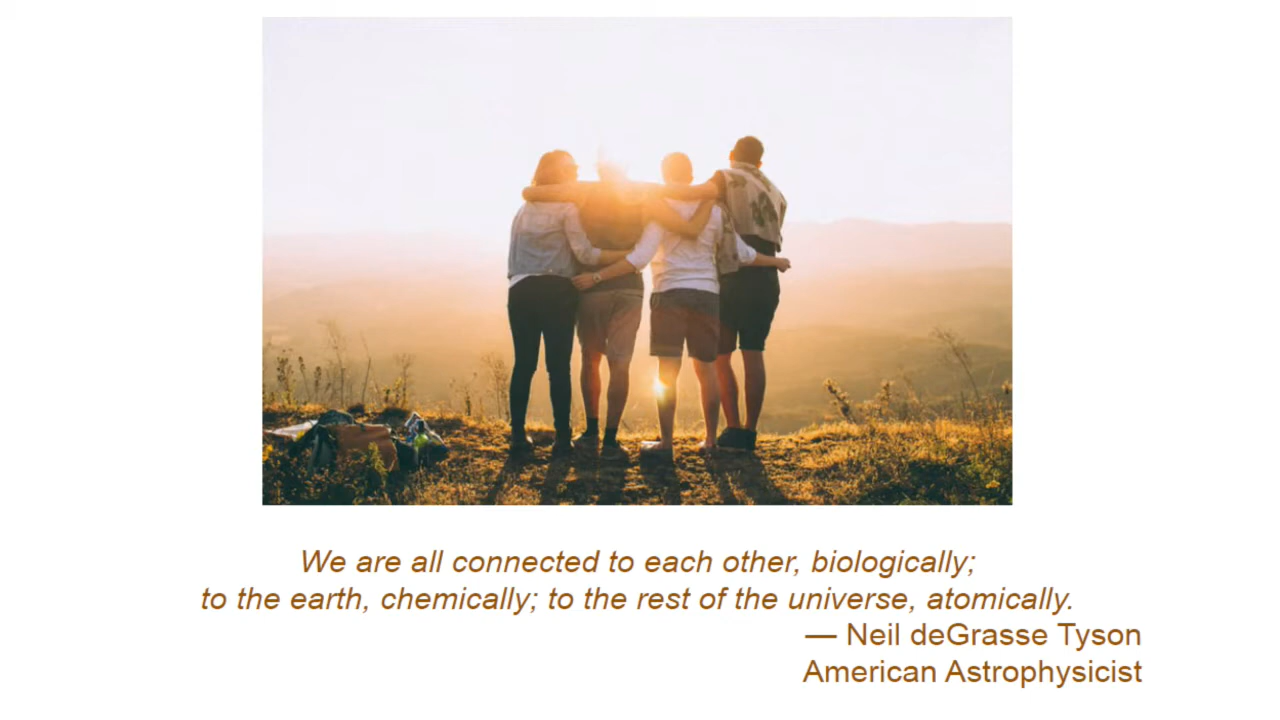 We are all connected to each other, biologically;
to the earth, chemically; to the rest of the universe, atomically.
— Neil deGrasse Tyson
American Astrophysicist